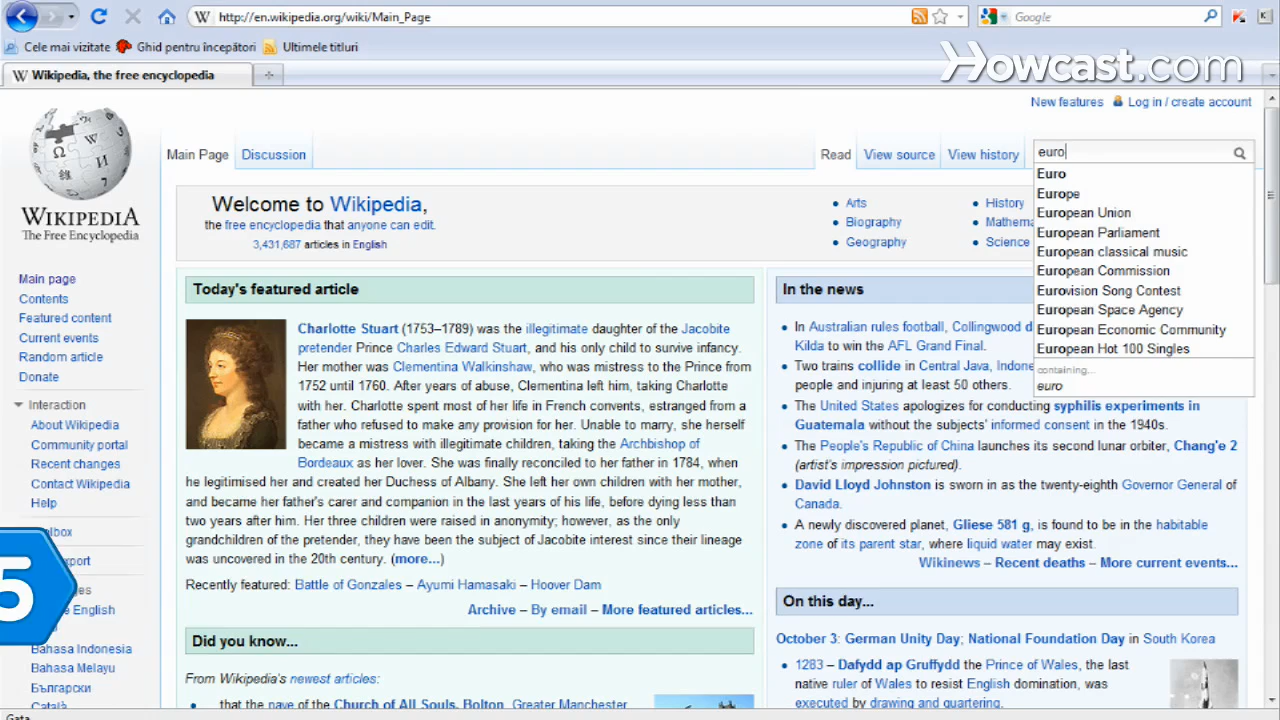 http://en.wikipedia.org/wiki/Main_Page
Google
Cele mai vizitate
Ghid pentru începători
Ultimele titluri
Wikipedia, the free encyclopedia
Howcast.com
New features
Log in / create account
Main Page
Discussion
Read
View source
View history
euro
Euro
Europe
European Union
European Parliament
European classical music
European Commission
Eurovision Song Contest
European Space Agency
European Economic Community
European Hot 100 Singles
containing...
euro
WIKIPEDIA
The Free Encyclopedia
Main page
Contents
Featured content
Current events
Random article
Donate
Interaction
About Wikipedia
Community portal
Recent changes
Contact Wikipedia
Help
5
English
Bahasa Indonesia
Bahasa Melayu
Български
Català
Welcome to Wikipedia,
the free encyclopedia that anyone can edit.
3,431,687 articles in English
Arts
Biography
Geography
History
Science
Today's featured article
Charlotte Stuart (1753–1789) was the illegitimate daughter of the Jacobite
pretender Prince Charles Edward Stuart, and his only child to survive infancy.
Her mother was Clementina Walkinshaw, who was mistress to the Prince from
1752 until 1760. After years of abuse, Clementina left him, taking Charlotte
with her. Charlotte spent most of her life in French convents, estranged from a
father who refused to make any provision for her. Unable to marry, she herself
became a mistress with illegitimate children, taking the Archbishop of
Bordeaux as her lover. She was finally reconciled to her father in 1784, when
he legitimised her and created her Duchess of Albany. She left her own children with her mother,
and became her father's carer and companion in the last years of his life, before dying less than
two years after him. Her three children were raised in anonymity; however, as the only
grandchildren of the pretender, they have been the subject of Jacobite interest since their lineage
was uncovered in the 20th century. (more...)
Recently featured: Battle of Gonzales – Ayumi Hamasaki – Hoover Dam
Archive – By email – More featured articles...
Did you know...
From Wikipedia's newest articles:
that the nave of the Church of All Souls, Bolton, Greater Manchester
In the news
In Australian rules football, Collingwood d
Kilda to win the AFL Grand Final.
Two trains collide in Central Java, Indone
people and injuring at least 50 others.
The United States apologizes for conducting syphilis experiments in
Guatemala without the subjects' informed consent in the 1940s.
The People's Republic of China launches its second lunar orbiter, Chang'e 2
(artist's impression pictured).
David Lloyd Johnston is sworn in as the twenty-eighth Governor General of
Canada.
A newly discovered planet, Gliese 581 g, is found to be in the habitable
zone of its parent star, where liquid water may exist.
Wikinews – Recent deaths – More current events...
On this day...
October 3: German Unity Day; National Foundation Day in South Korea
1283 – Dafydd ap Gruffydd the Prince of Wales, the last
native ruler of Wales to resist English domination, was
executed by drawing and quartering.
Gata